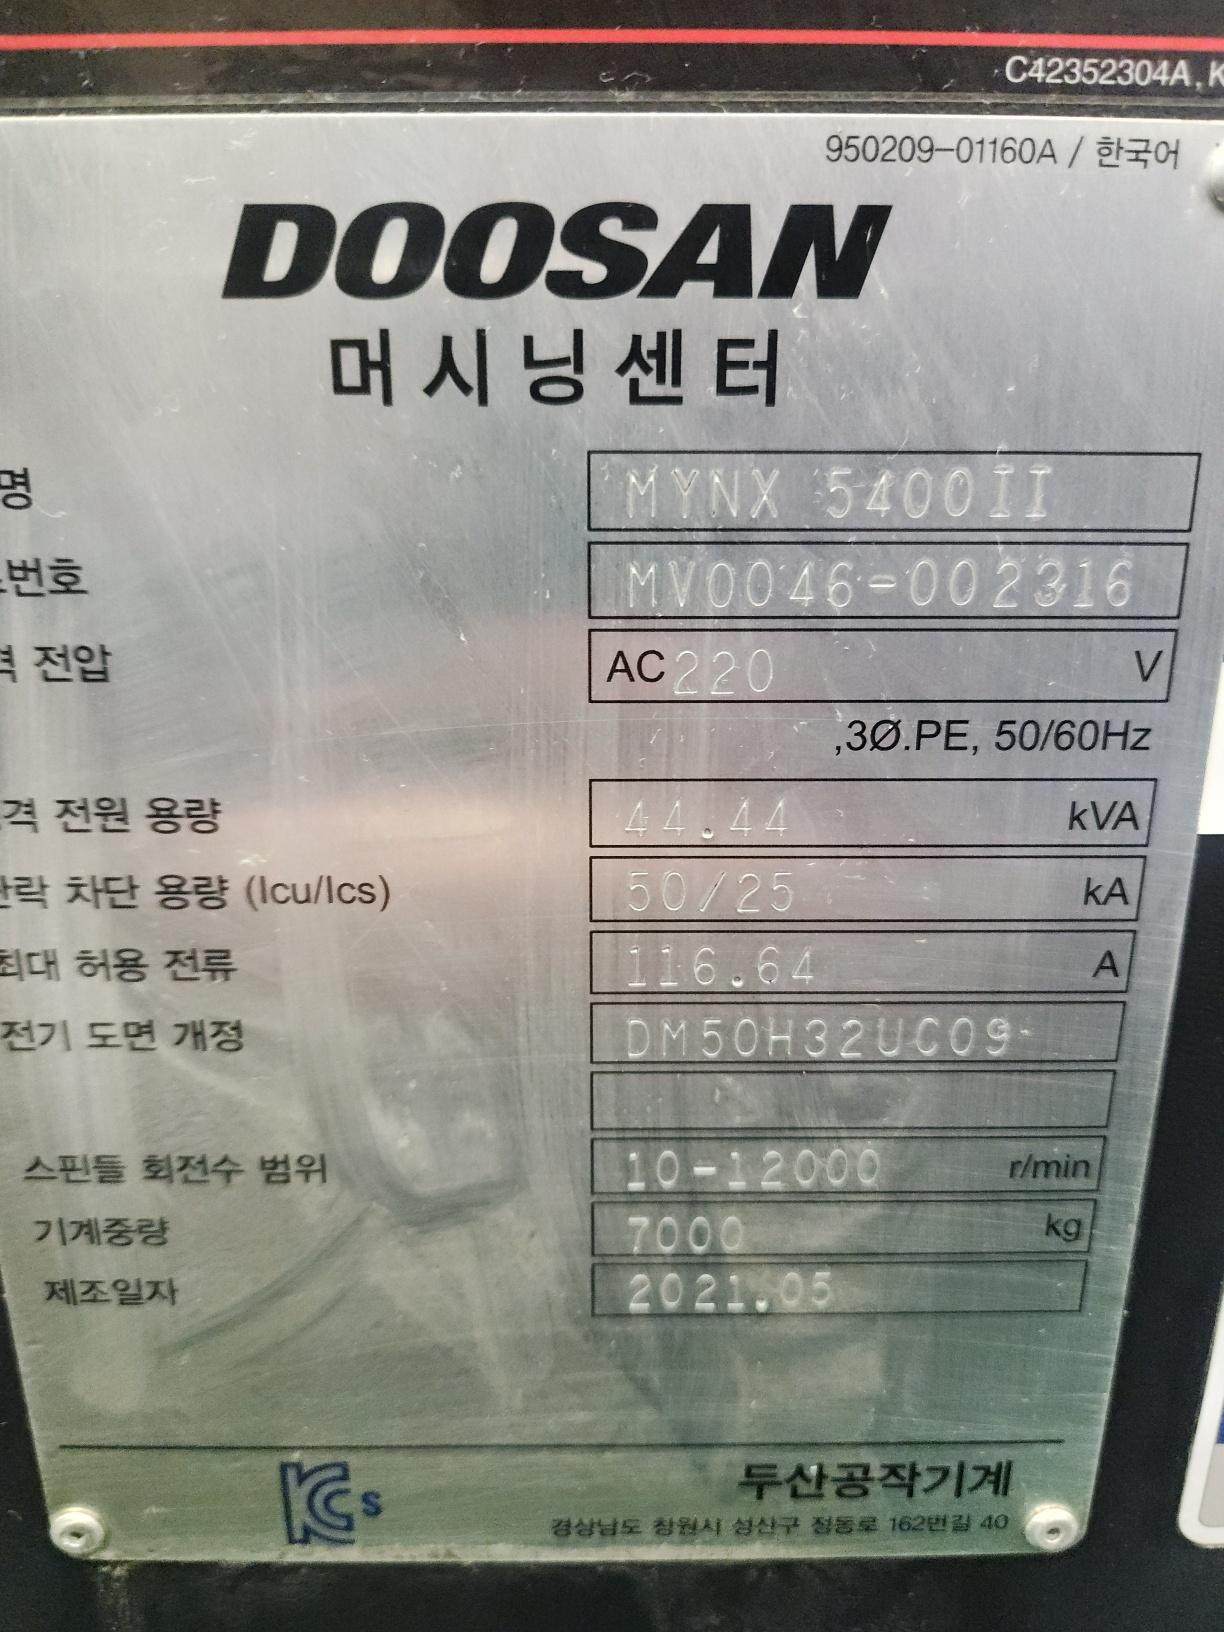 C42352304A, K
950209-01160A / 한국어
DOOSAN
머시닝센터
명 MYNX 5400II
번호 MV0046-002316
격 전압 AC 220 V
,3Ø.PE, 50/60Hz
격 전원 용량 44.44 kVA
단락 차단 용량 (Icu/Ics) 50/25 kA
최대 허용 전류 116.64 A
전기 도면 개정 DM50H32UC09
스핀들 회전수 범위 10-12000 r/min
기계중량 7000 kg
제조일자 2021.05
KCs
두산공작기계
경상남도 창원시 성산구 정동로 162번길 40